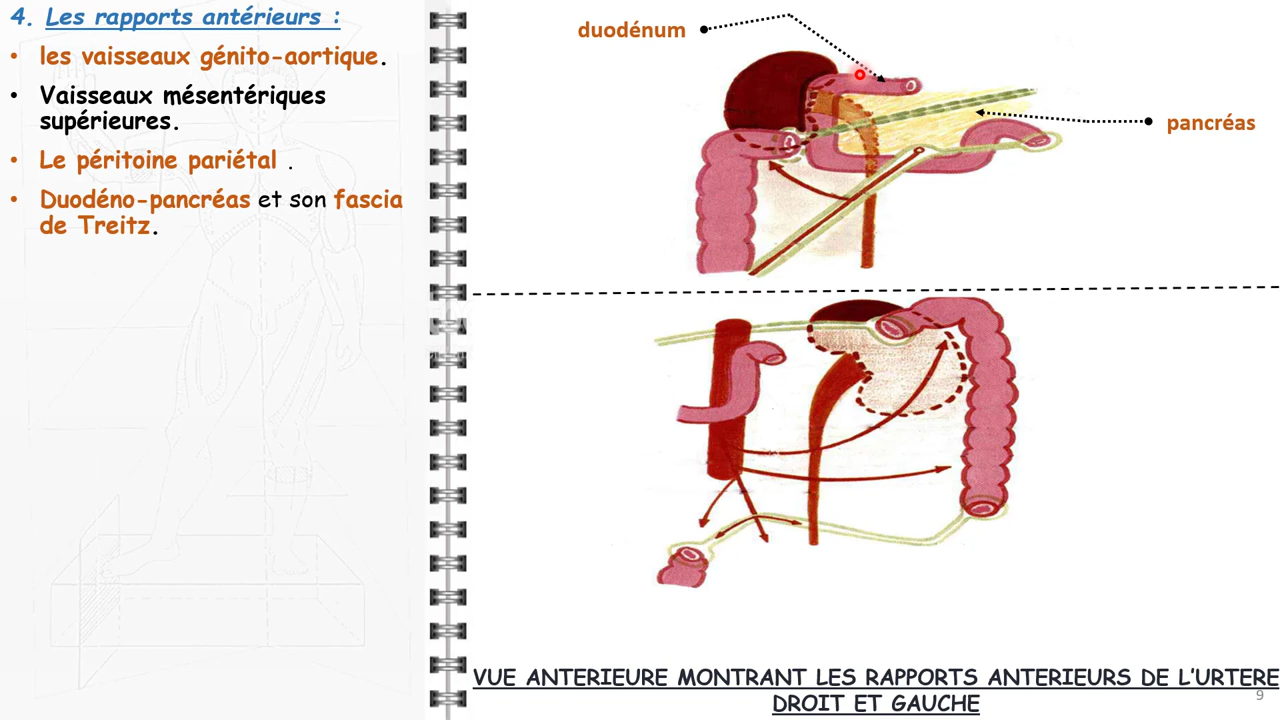 4. Les rapports antérieurs :
• les vaisseaux génito-aortique.
• Vaisseaux mésentériques
supérieures.
• Le péritoine pariétal .
• Duodéno-pancréas et son fascia
de Treitz.
duodénum
pancréas
VUE ANTERIEURE MONTRANT LES RAPPORTS ANTERIEURS DE L'URTERE
DROIT ET GAUCHE
9